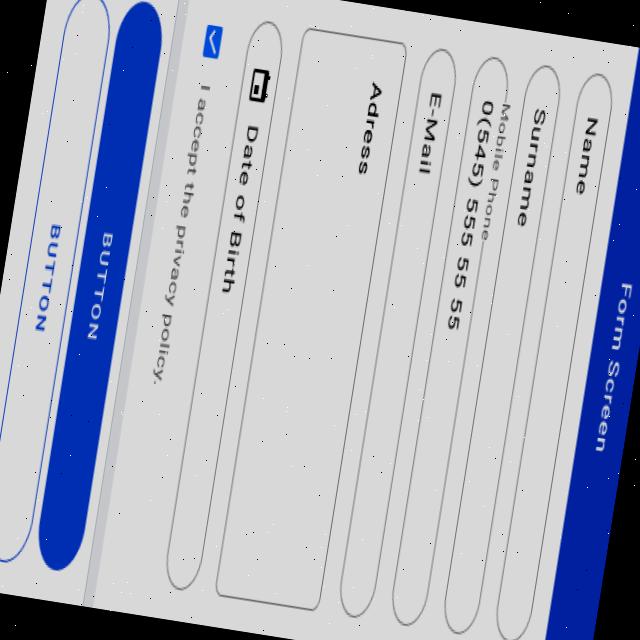 Form Screen
Name
Surname
Mobile Phone
0(545) 555 55 55
E-Mail
Adress
Date of Birth
I accept the privacy policy.
BUTTON
BUTTON